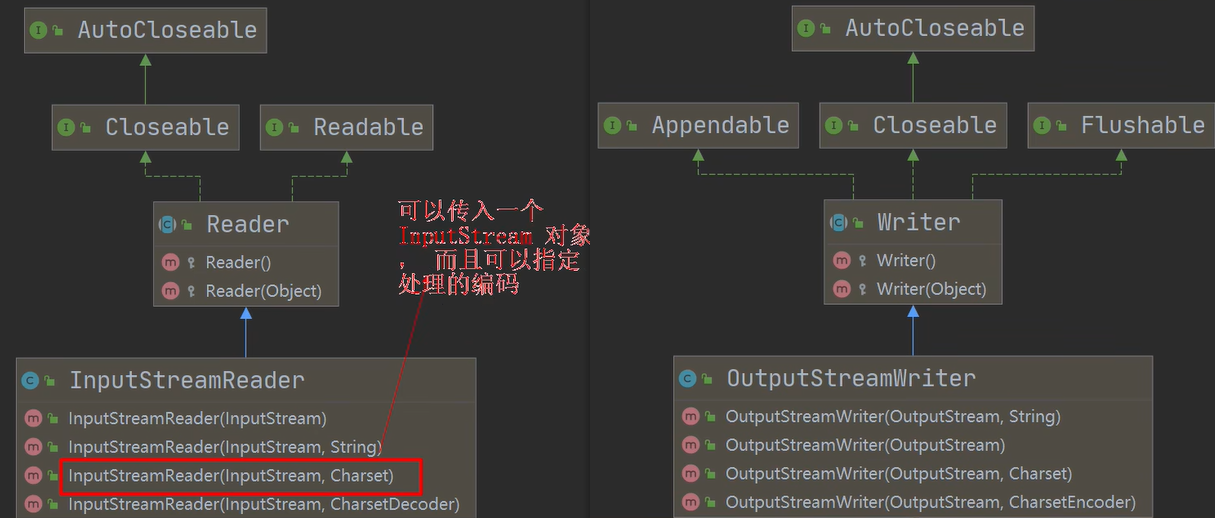 AutoCloseable
Closeable
Readable
Reader
Reader()
Reader(Object)
可以传入一个
InputStream 对象
， 而且可以指定
处理的编码
InputStreamReader
InputStreamReader(InputStream)
InputStreamReader(InputStream, String)
InputStreamReader(InputStream, Charset)
InputStreamReader(InputStream, CharsetDecoder)
AutoCloseable
Appendable
Closeable
Flushable
Writer
Writer()
Writer(Object)
OutputStreamWriter
OutputStreamWriter(OutputStream, String)
OutputStreamWriter(OutputStream)
OutputStreamWriter(OutputStream, Charset)
OutputStreamWriter(OutputStream, CharsetEncoder)